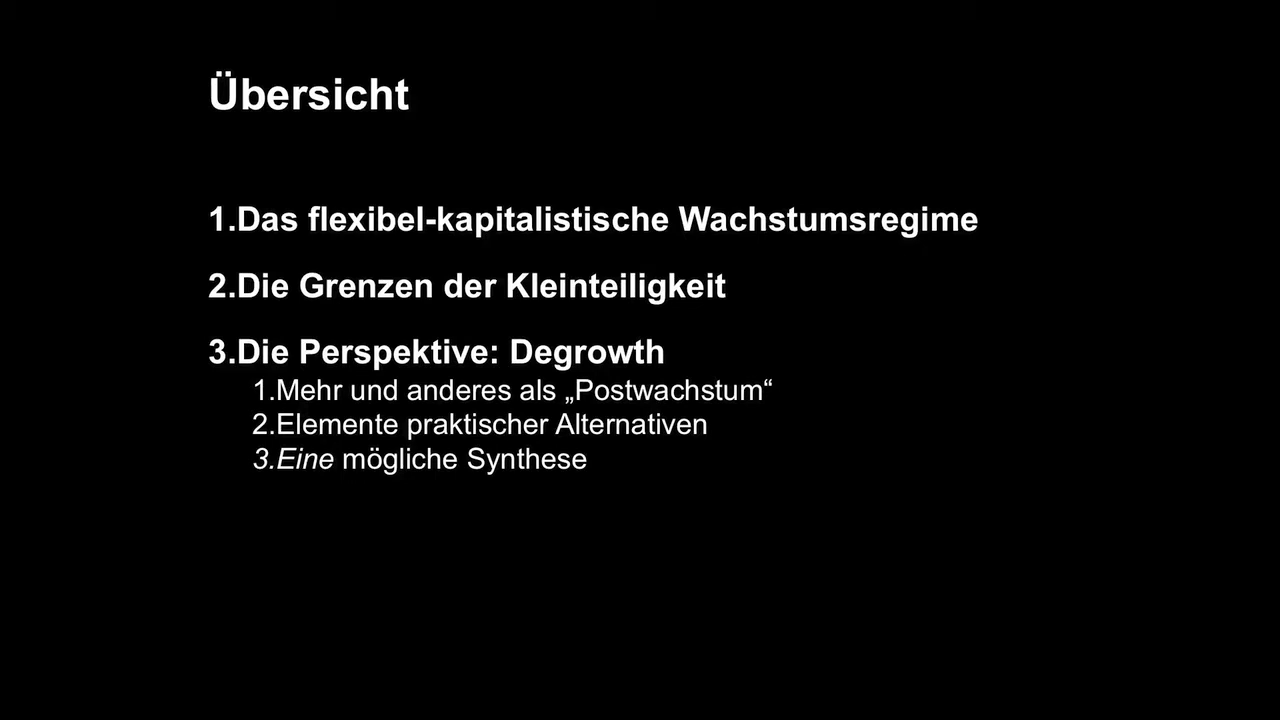 Übersicht
1.Das flexibel-kapitalistische Wachstumsregime
2.Die Grenzen der Kleinteiligkeit
3.Die Perspektive: Degrowth
1.Mehr und anderes als „Postwachstum“
2.Elemente praktischer Alternativen
3.Eine mögliche Synthese